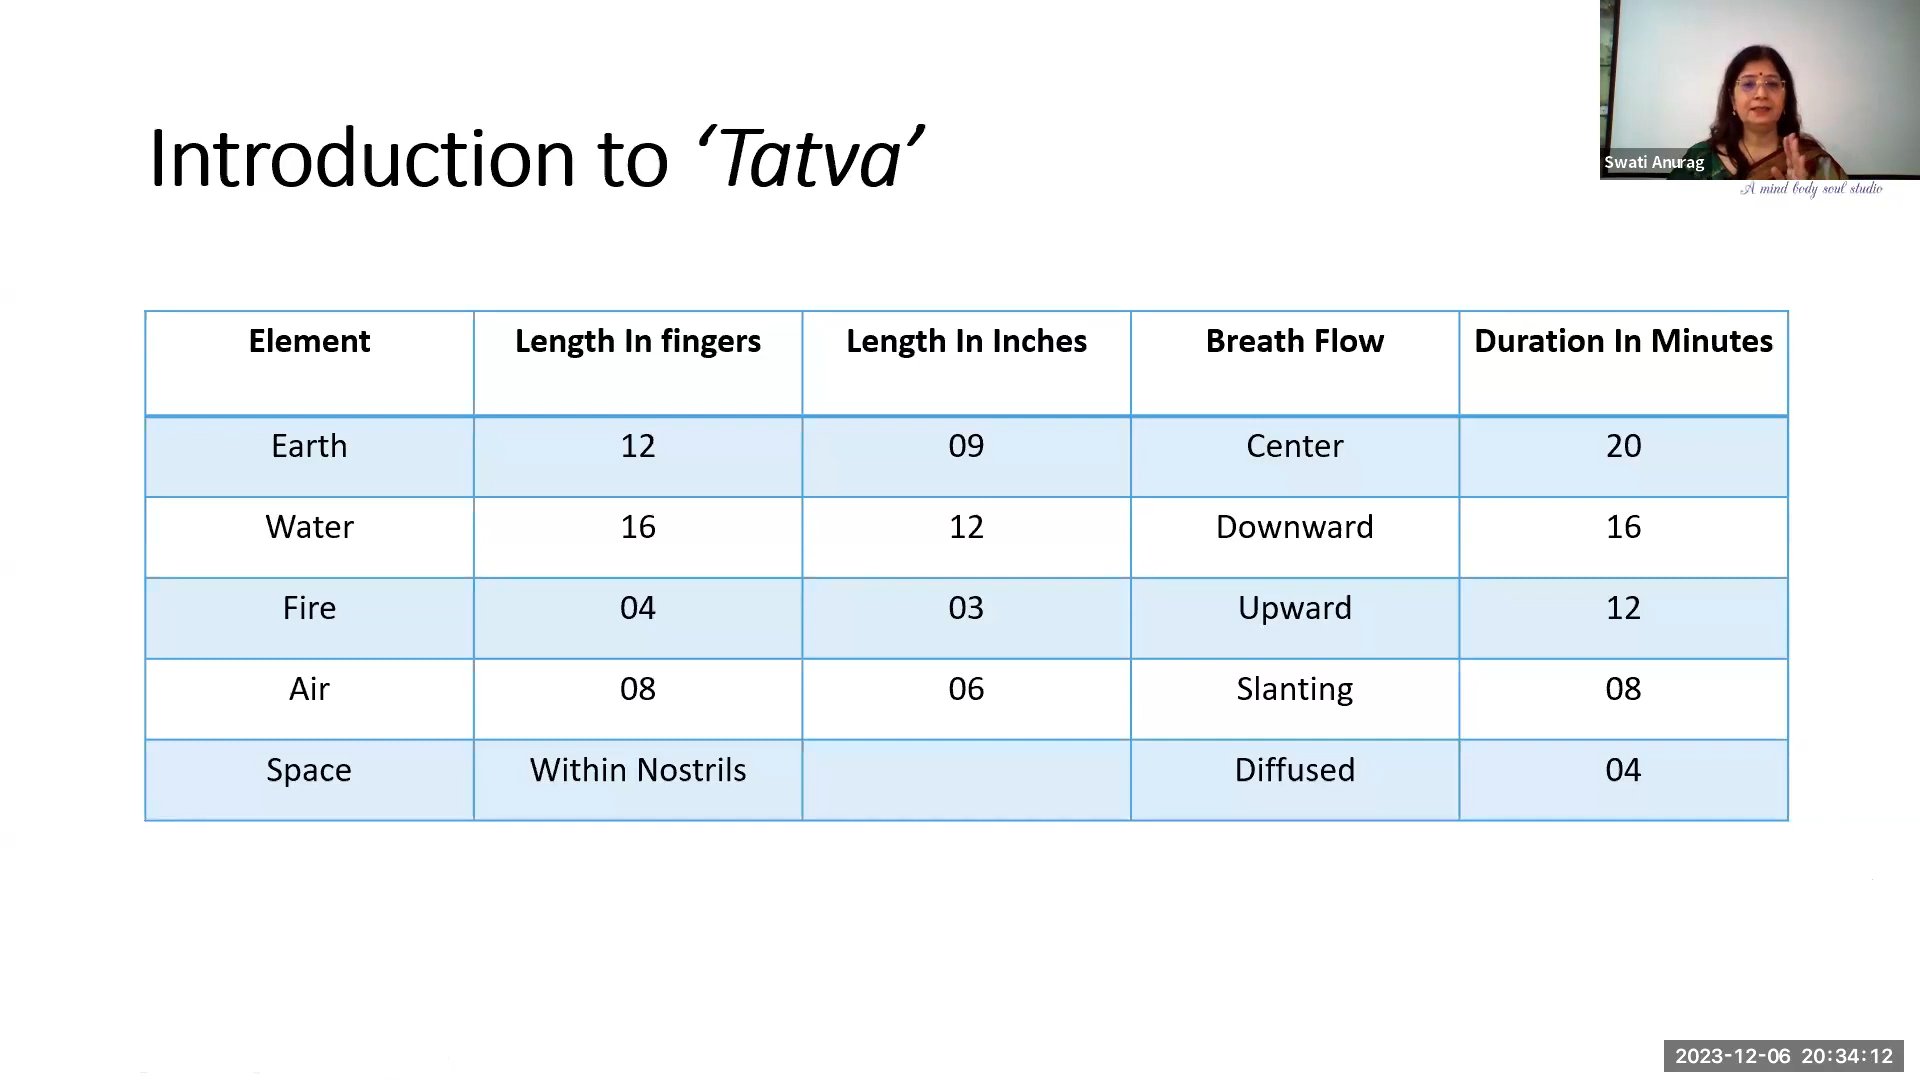 Introduction to ‘Tatva’
Swati Anurag
A mind body soul studio
Element Length In fingers Length In Inches Breath Flow Duration In Minutes
Earth 12 09 Center 20
Water 16 12 Downward 16
Fire 04 03 Upward 12
Air 08 06 Slanting 08
Space Within Nostrils Diffused 04
2023-12-06 20:34:12